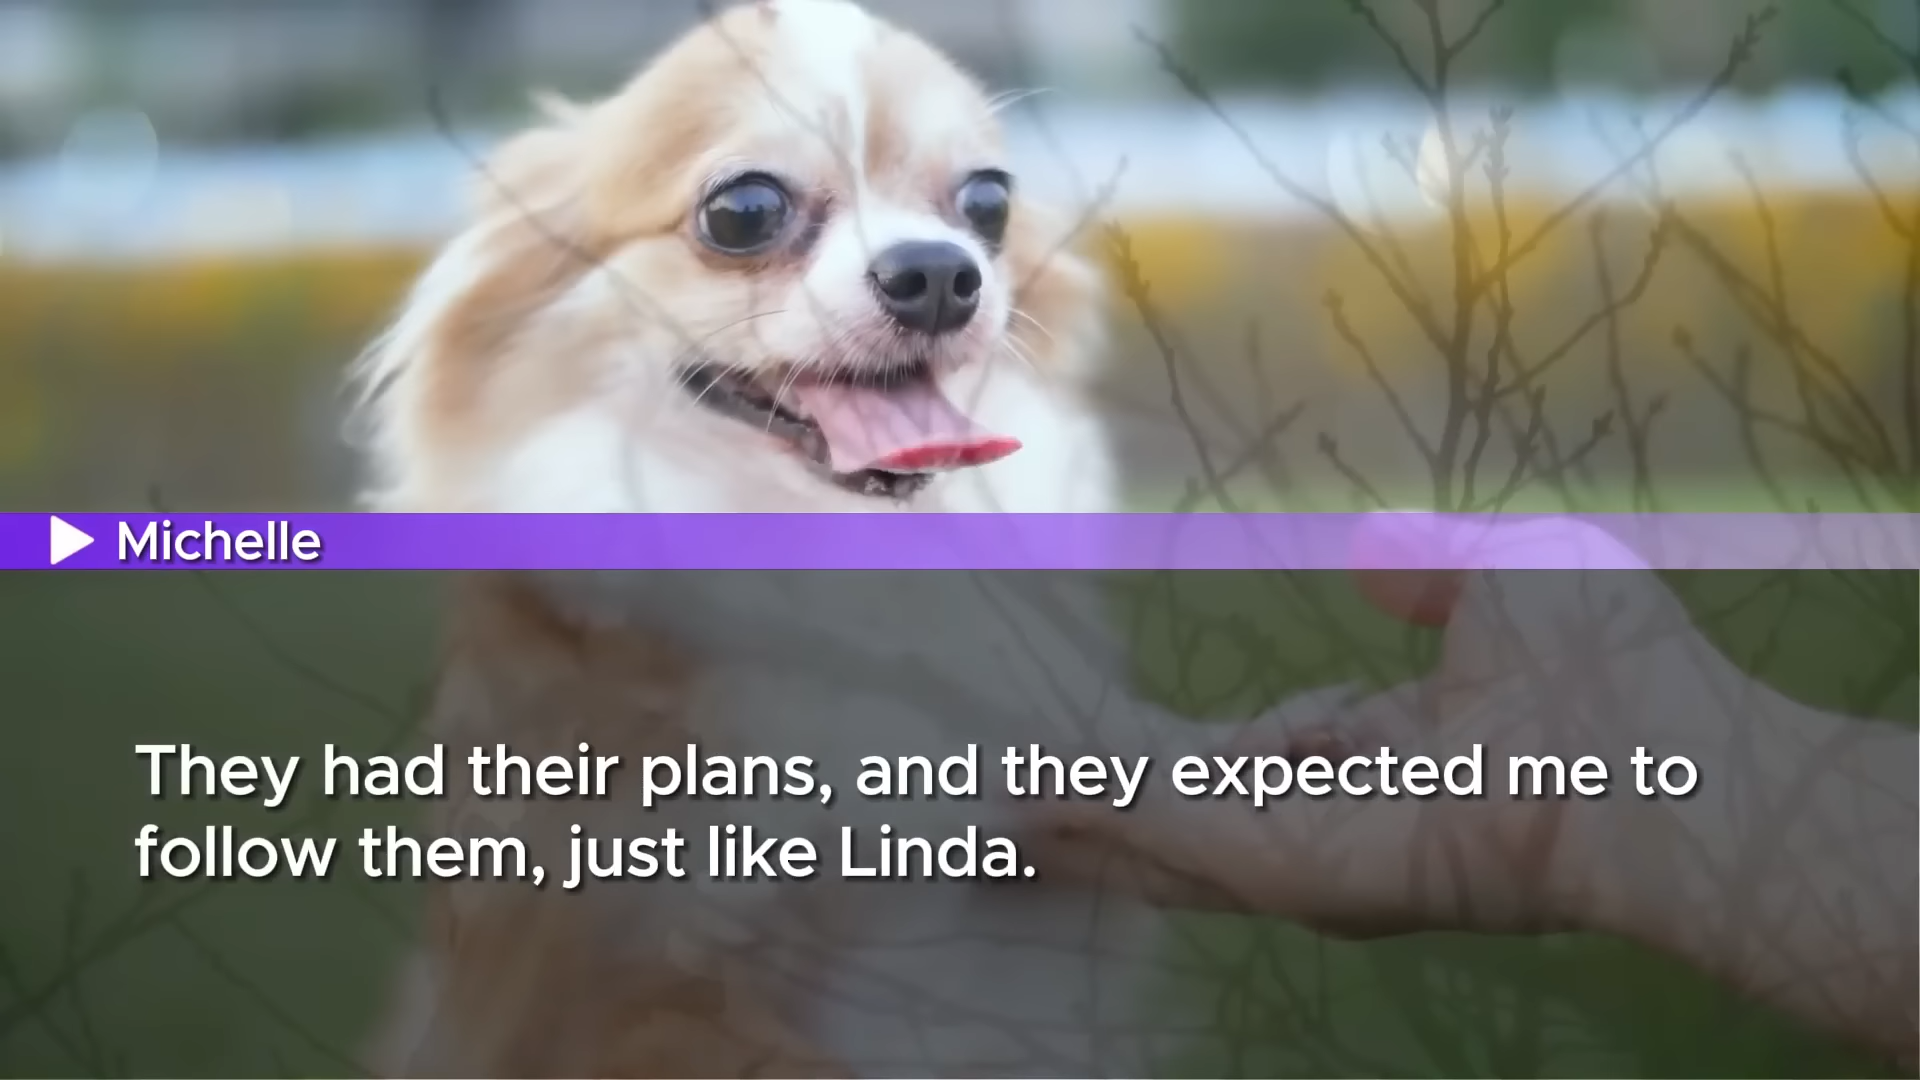 Michelle
They had their plans, and they expected me to
follow them, just like Linda.